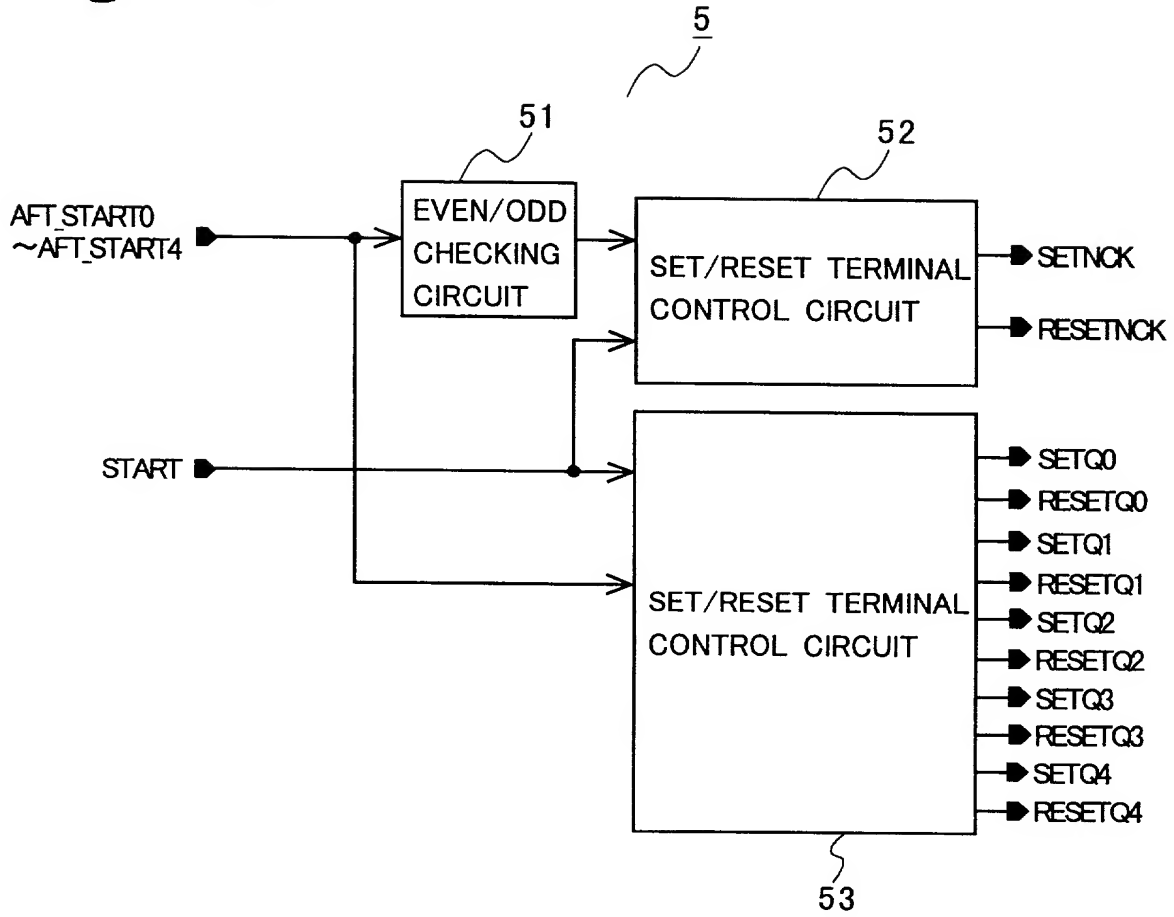 5
51
52
AFT_START0
～AFT_START4
EVEN/ODD
CHECKING
CIRCUIT
SET/RESET TERMINAL
CONTROL CIRCUIT
SETNCK
RESETNCK
START
SET/RESET TERMINAL
CONTROL CIRCUIT
SETQ0
RESETQ0
SETQ1
RESETQ1
SETQ2
RESETQ2
SETQ3
RESETQ3
SETQ4
RESETQ4
53